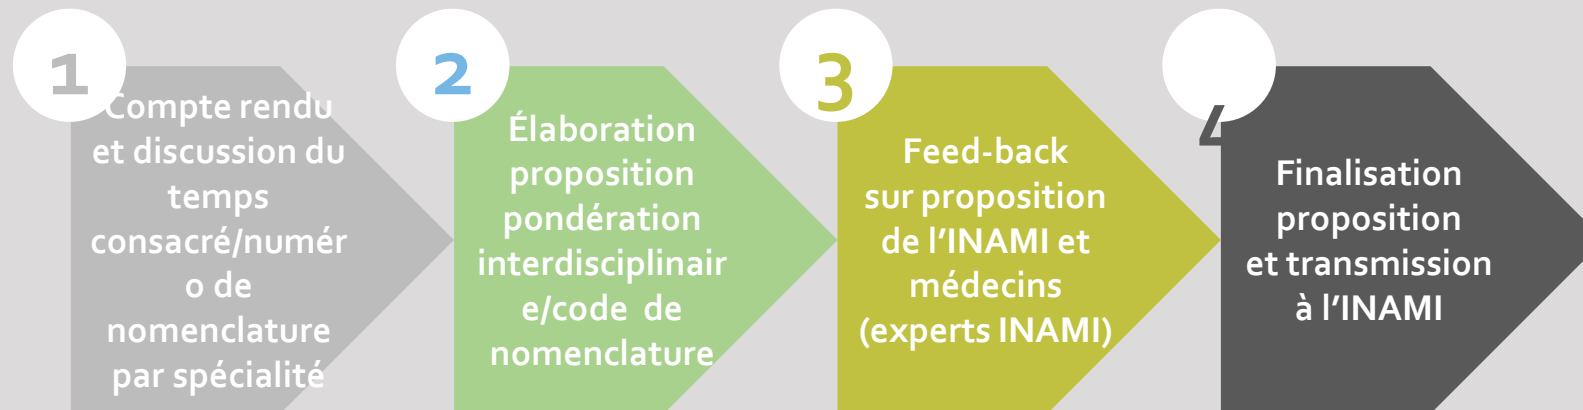 1
Compte rendu
et discussion du
temps
consacré/numér
o de
nomenclature
par spécialité
2
Élaboration
proposition
pondération
interdisciplinair
e/code de
nomenclature
3
Feed-back
sur proposition
de l’INAMI et
médecins
(experts INAMI)
4
Finalisation
proposition
et transmission
à l’INAMI